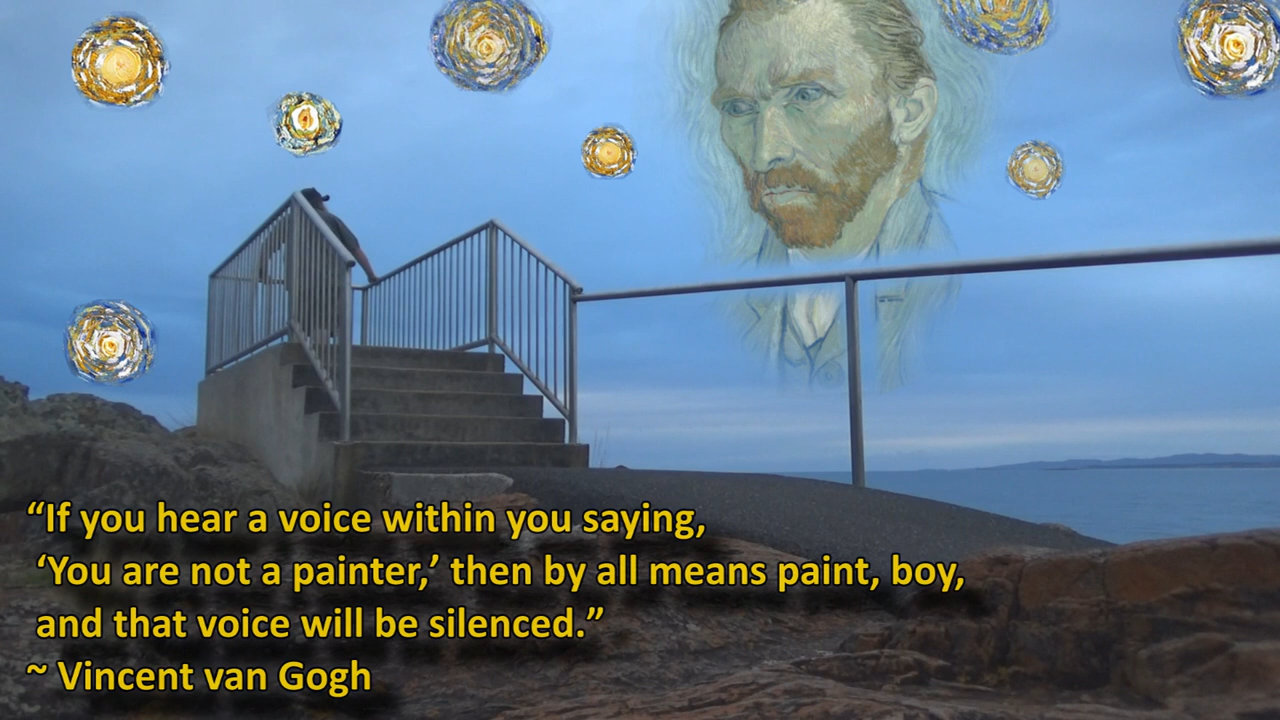 “If you hear a voice within you saying,
‘You are not a painter,’ then by all means paint, boy,
and that voice will be silenced.”
~ Vincent van Gogh